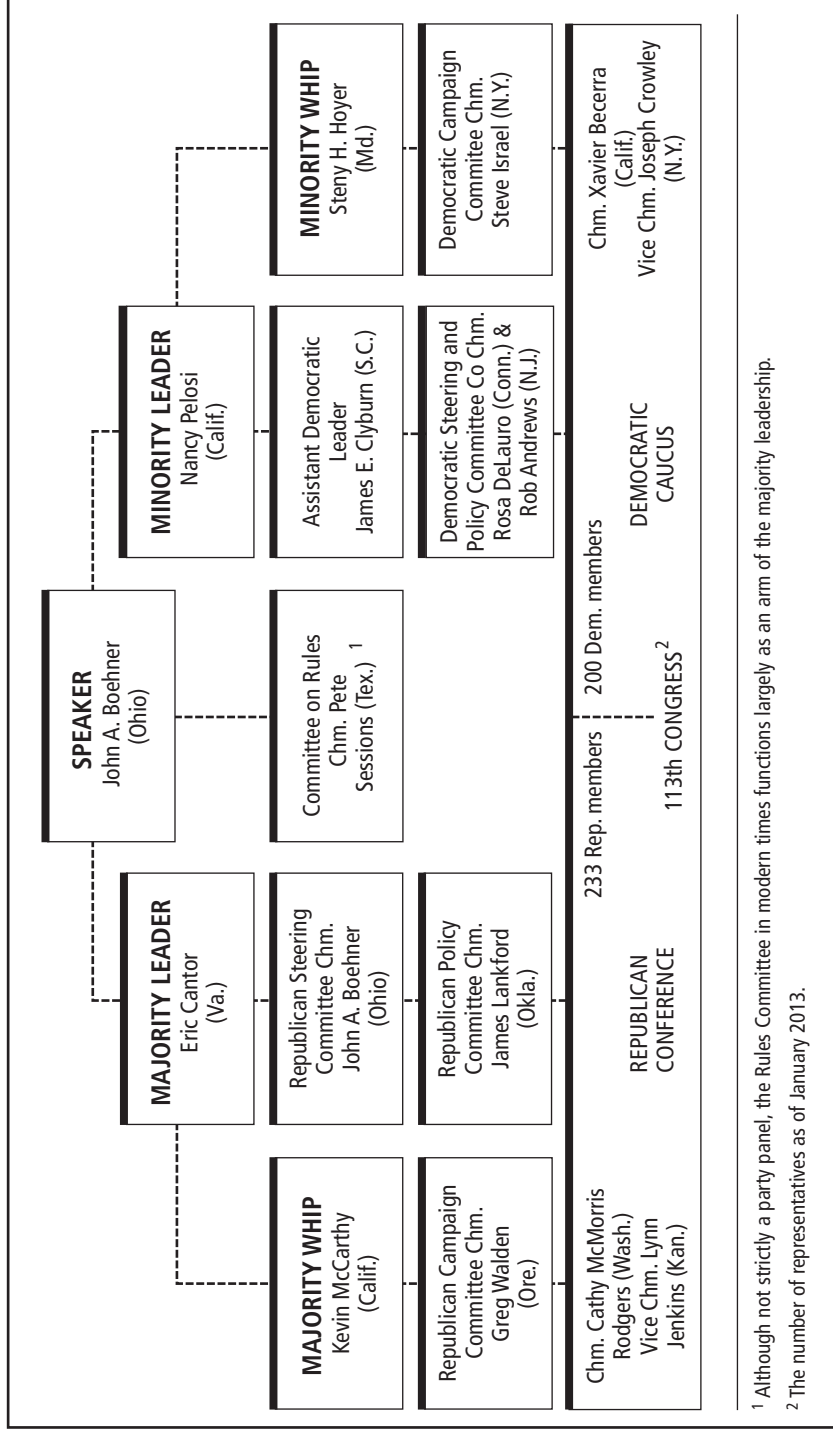 SPEAKER
John A. Boehner
(Ohio)
MAJORITY LEADER
Eric Cantor
(Va.)
MINORITY LEADER
Nancy Pelosi
(Calif.)
MAJORITY WHIP
Kevin McCarthy
(Calif.)
Republican Steering
Committee Chm.
John A. Boehner
(Ohio)
Committee on Rules
Chm. Pete
Sessions (Tex.) 1
Assistant Democratic
Leader
James E. Clyburn (S.C.)
MINORITY WHIP
Steny H. Hoyer
(Md.)
Republican Campaign
Committee Chm.
Greg Walden
(Ore.)
Republican Policy
Committee Chm.
James Lankford
(Okla.)
Democratic Steering and
Policy Committee Co Chm.
Rosa DeLauro (Conn.) &
Rob Andrews (N.J.)
Democratic Campaign
Commitee Chm.
Steve Israel (N.Y.)
Chm. Cathy McMorris
Rodgers (Wash.)
Vice Chm. Lynn
Jenkins (Kan.)
REPUBLICAN
CONFERENCE
233 Rep. members
200 Dem. members
113th CONGRESS2
DEMOCRATIC
CAUCUS
Chm. Xavier Becerra
(Calif.)
Vice Chm. Joseph Crowley
(N.Y.)
1 Although not strictly a party panel, the Rules Committee in modern times functions largely as an arm of the majority leadership.
2 The number of representatives as of January 2013.